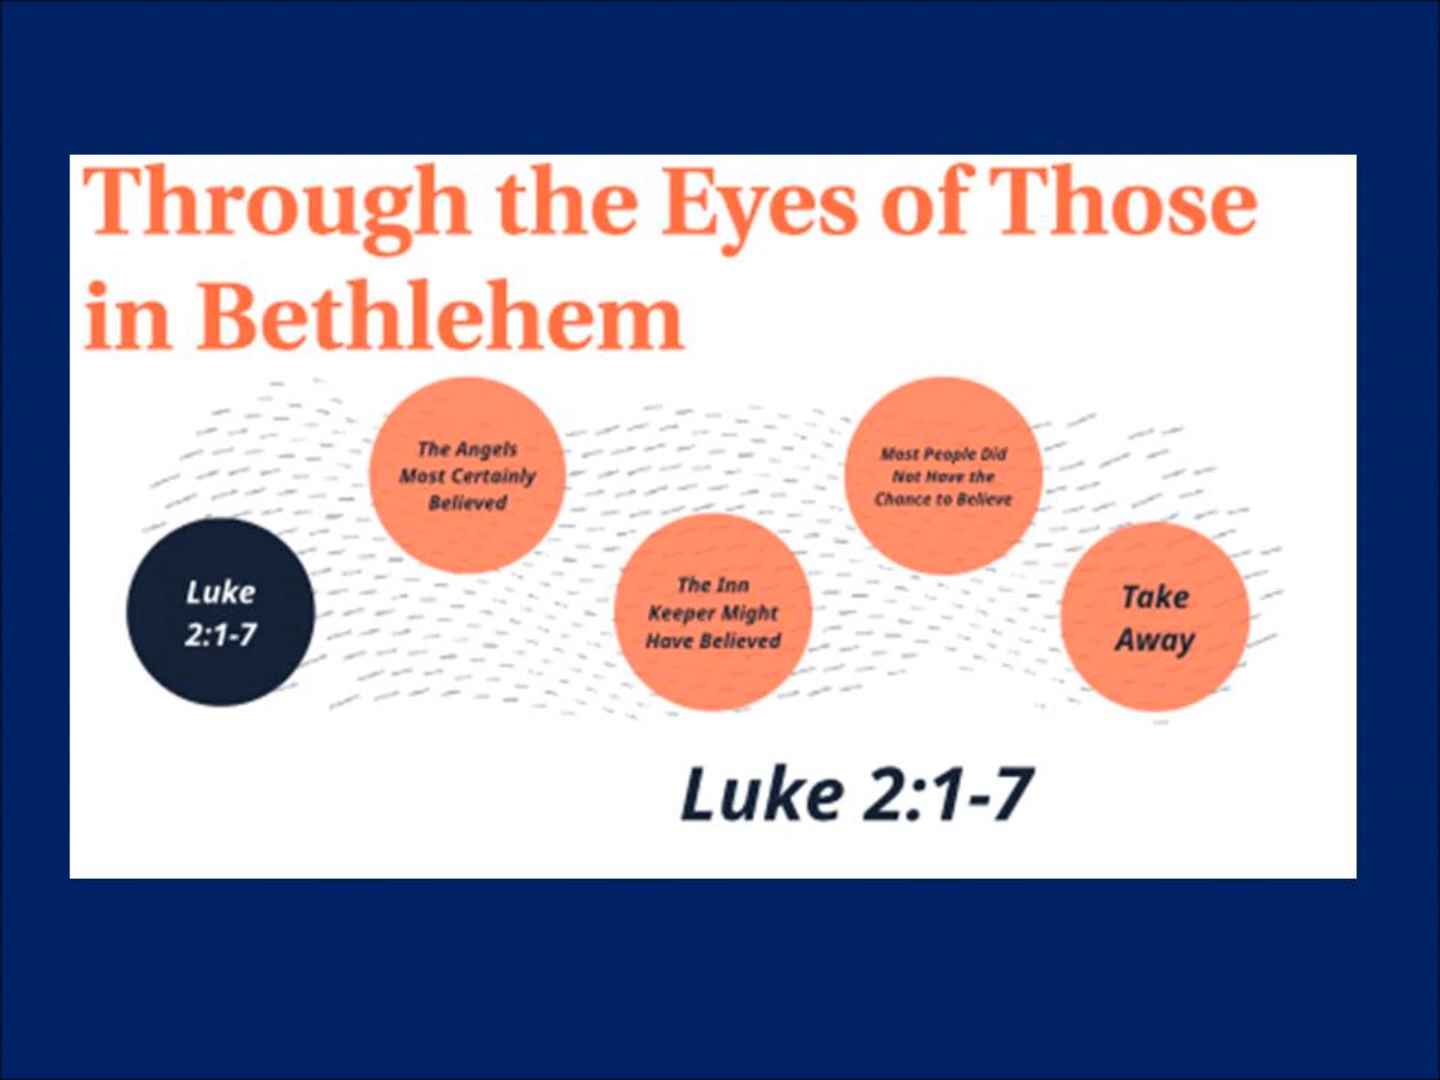 Through the Eyes of Those
in Bethlehem
Luke
2:1-7
The Angels
Most Certainly
Believed
The Inn
Keeper Might
Have Believed
Most People Did
Not Have the
Chance to Believe
Take
Away
Luke 2:1-7